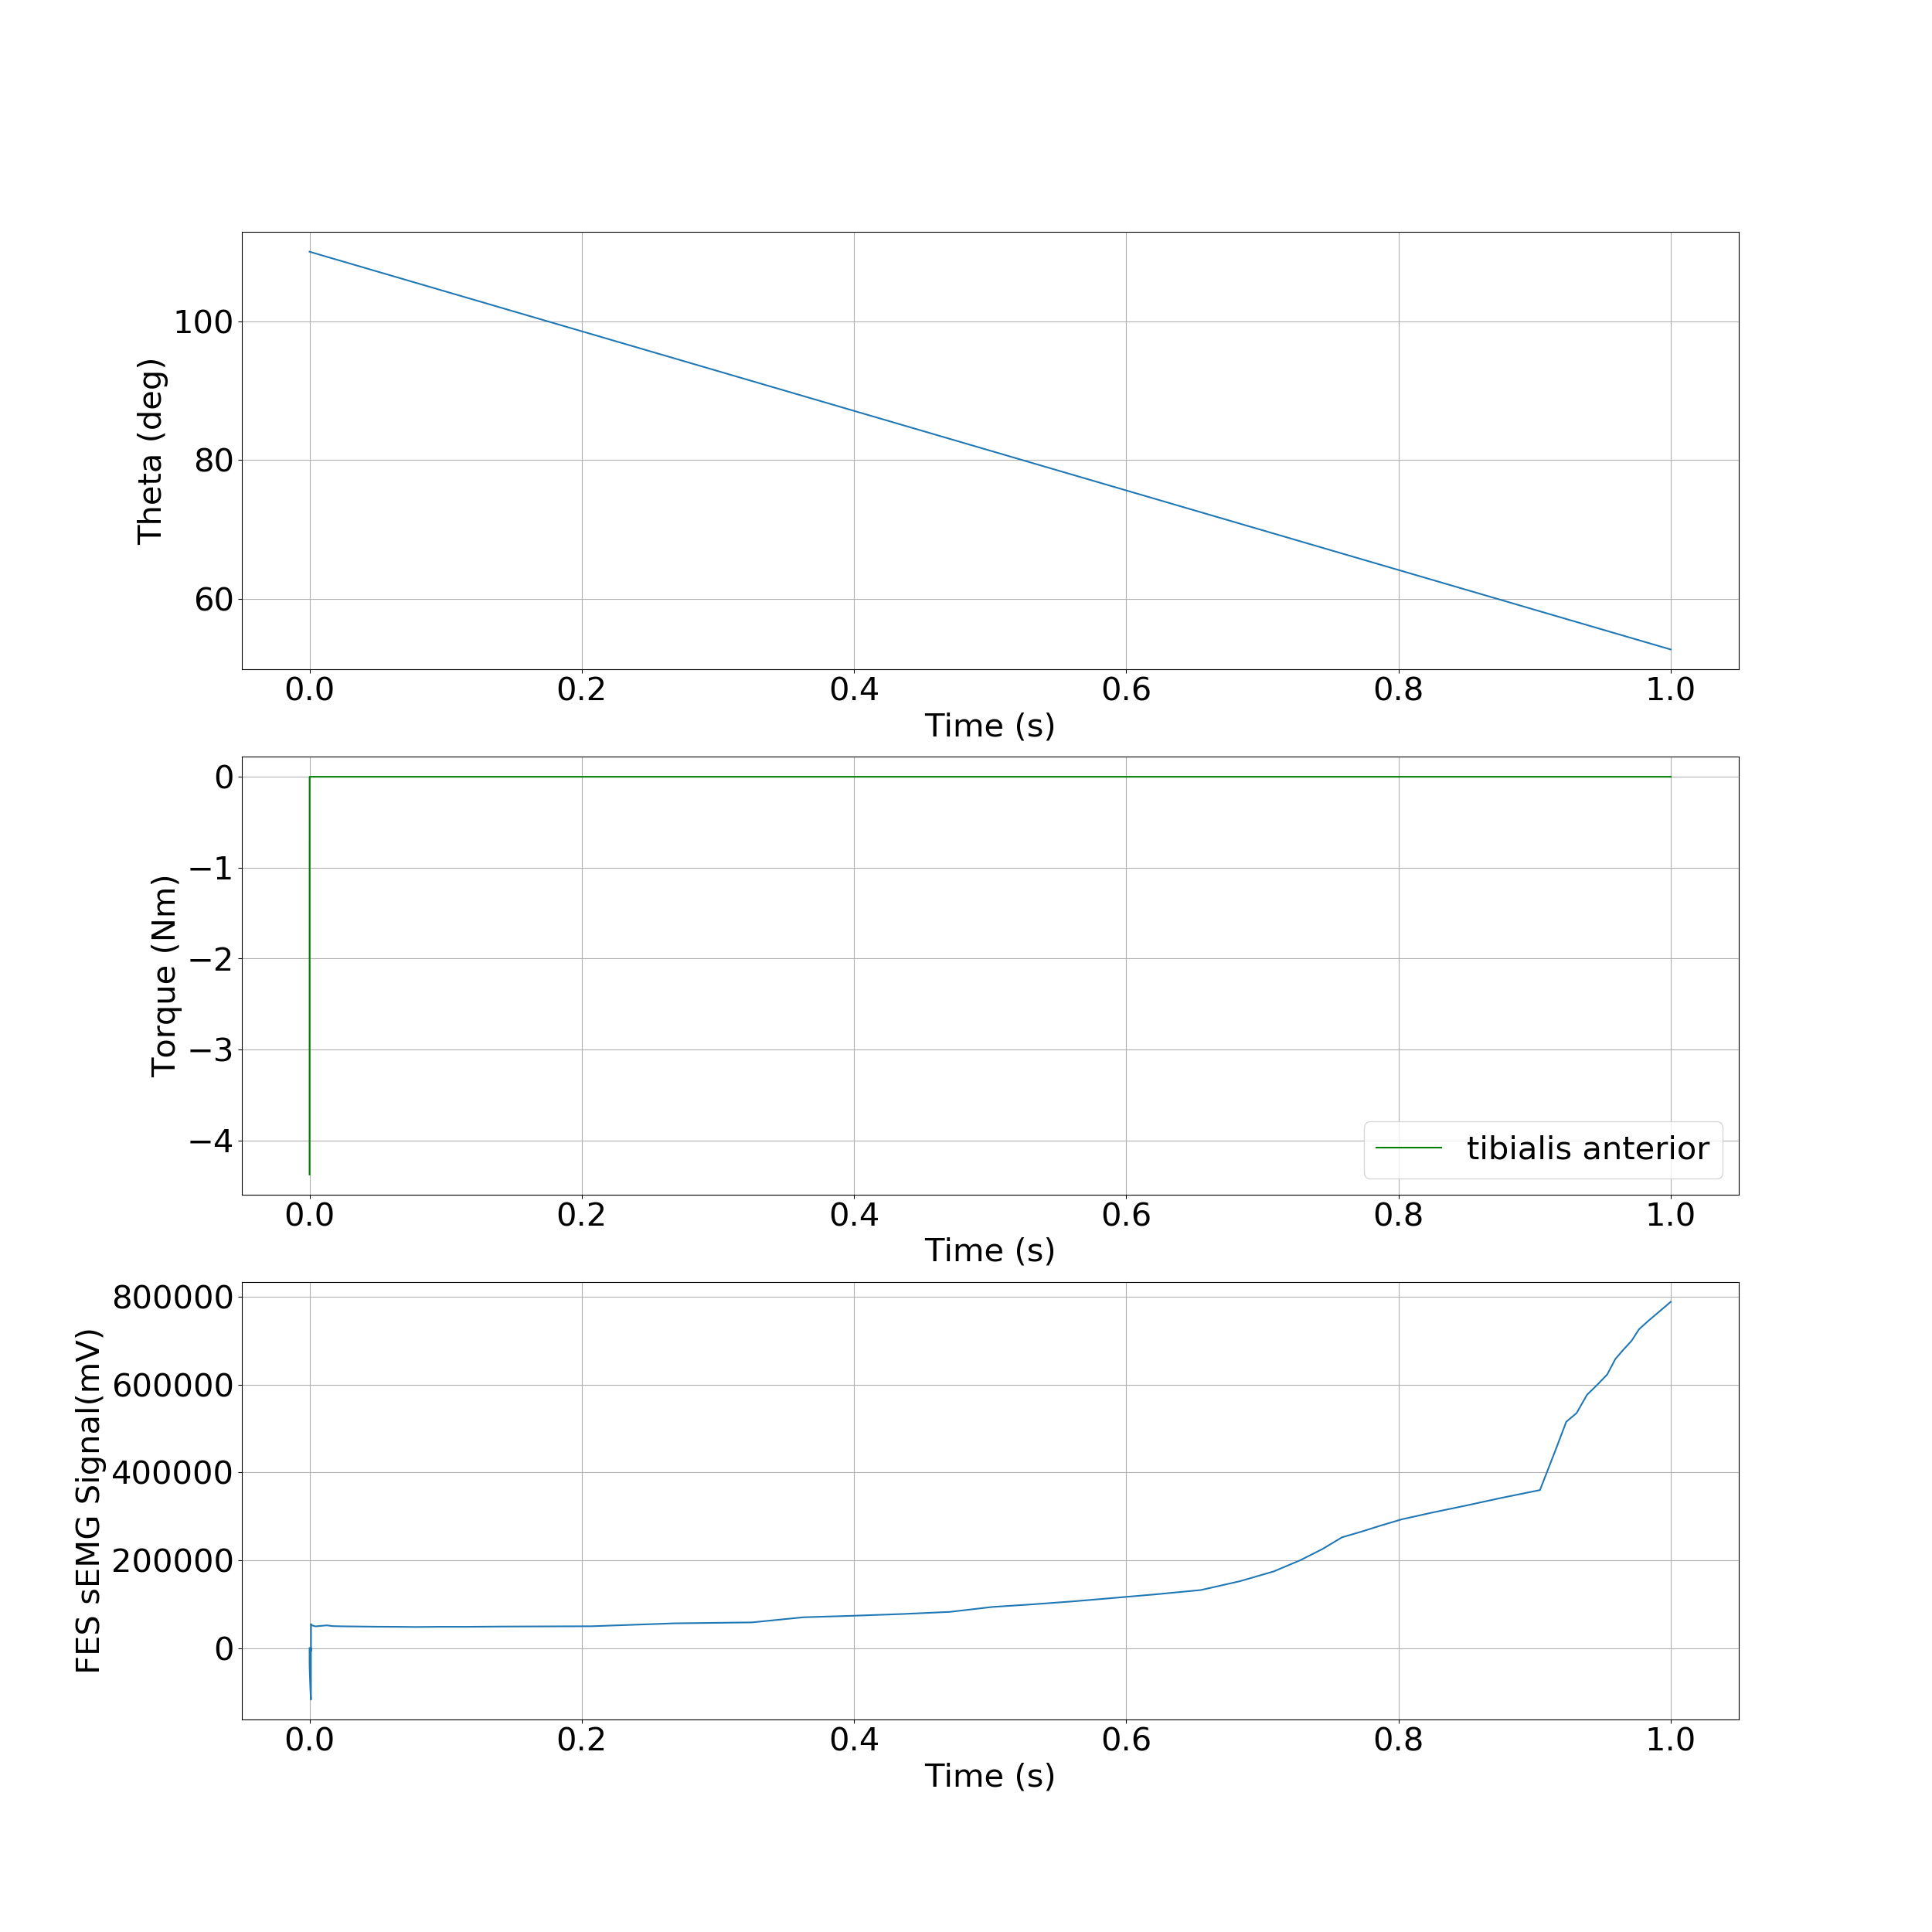 100
80
60
Theta (deg)
0.0 0.2 0.4 0.6 0.8 1.0
Time (s)
0
−1
−2
−3
−4
Torque (Nm)
tibialis anterior
0.0 0.2 0.4 0.6 0.8 1.0
Time (s)
800000
600000
400000
200000
0
FES sEMG Signal(mV)
0.0 0.2 0.4 0.6 0.8 1.0
Time (s)